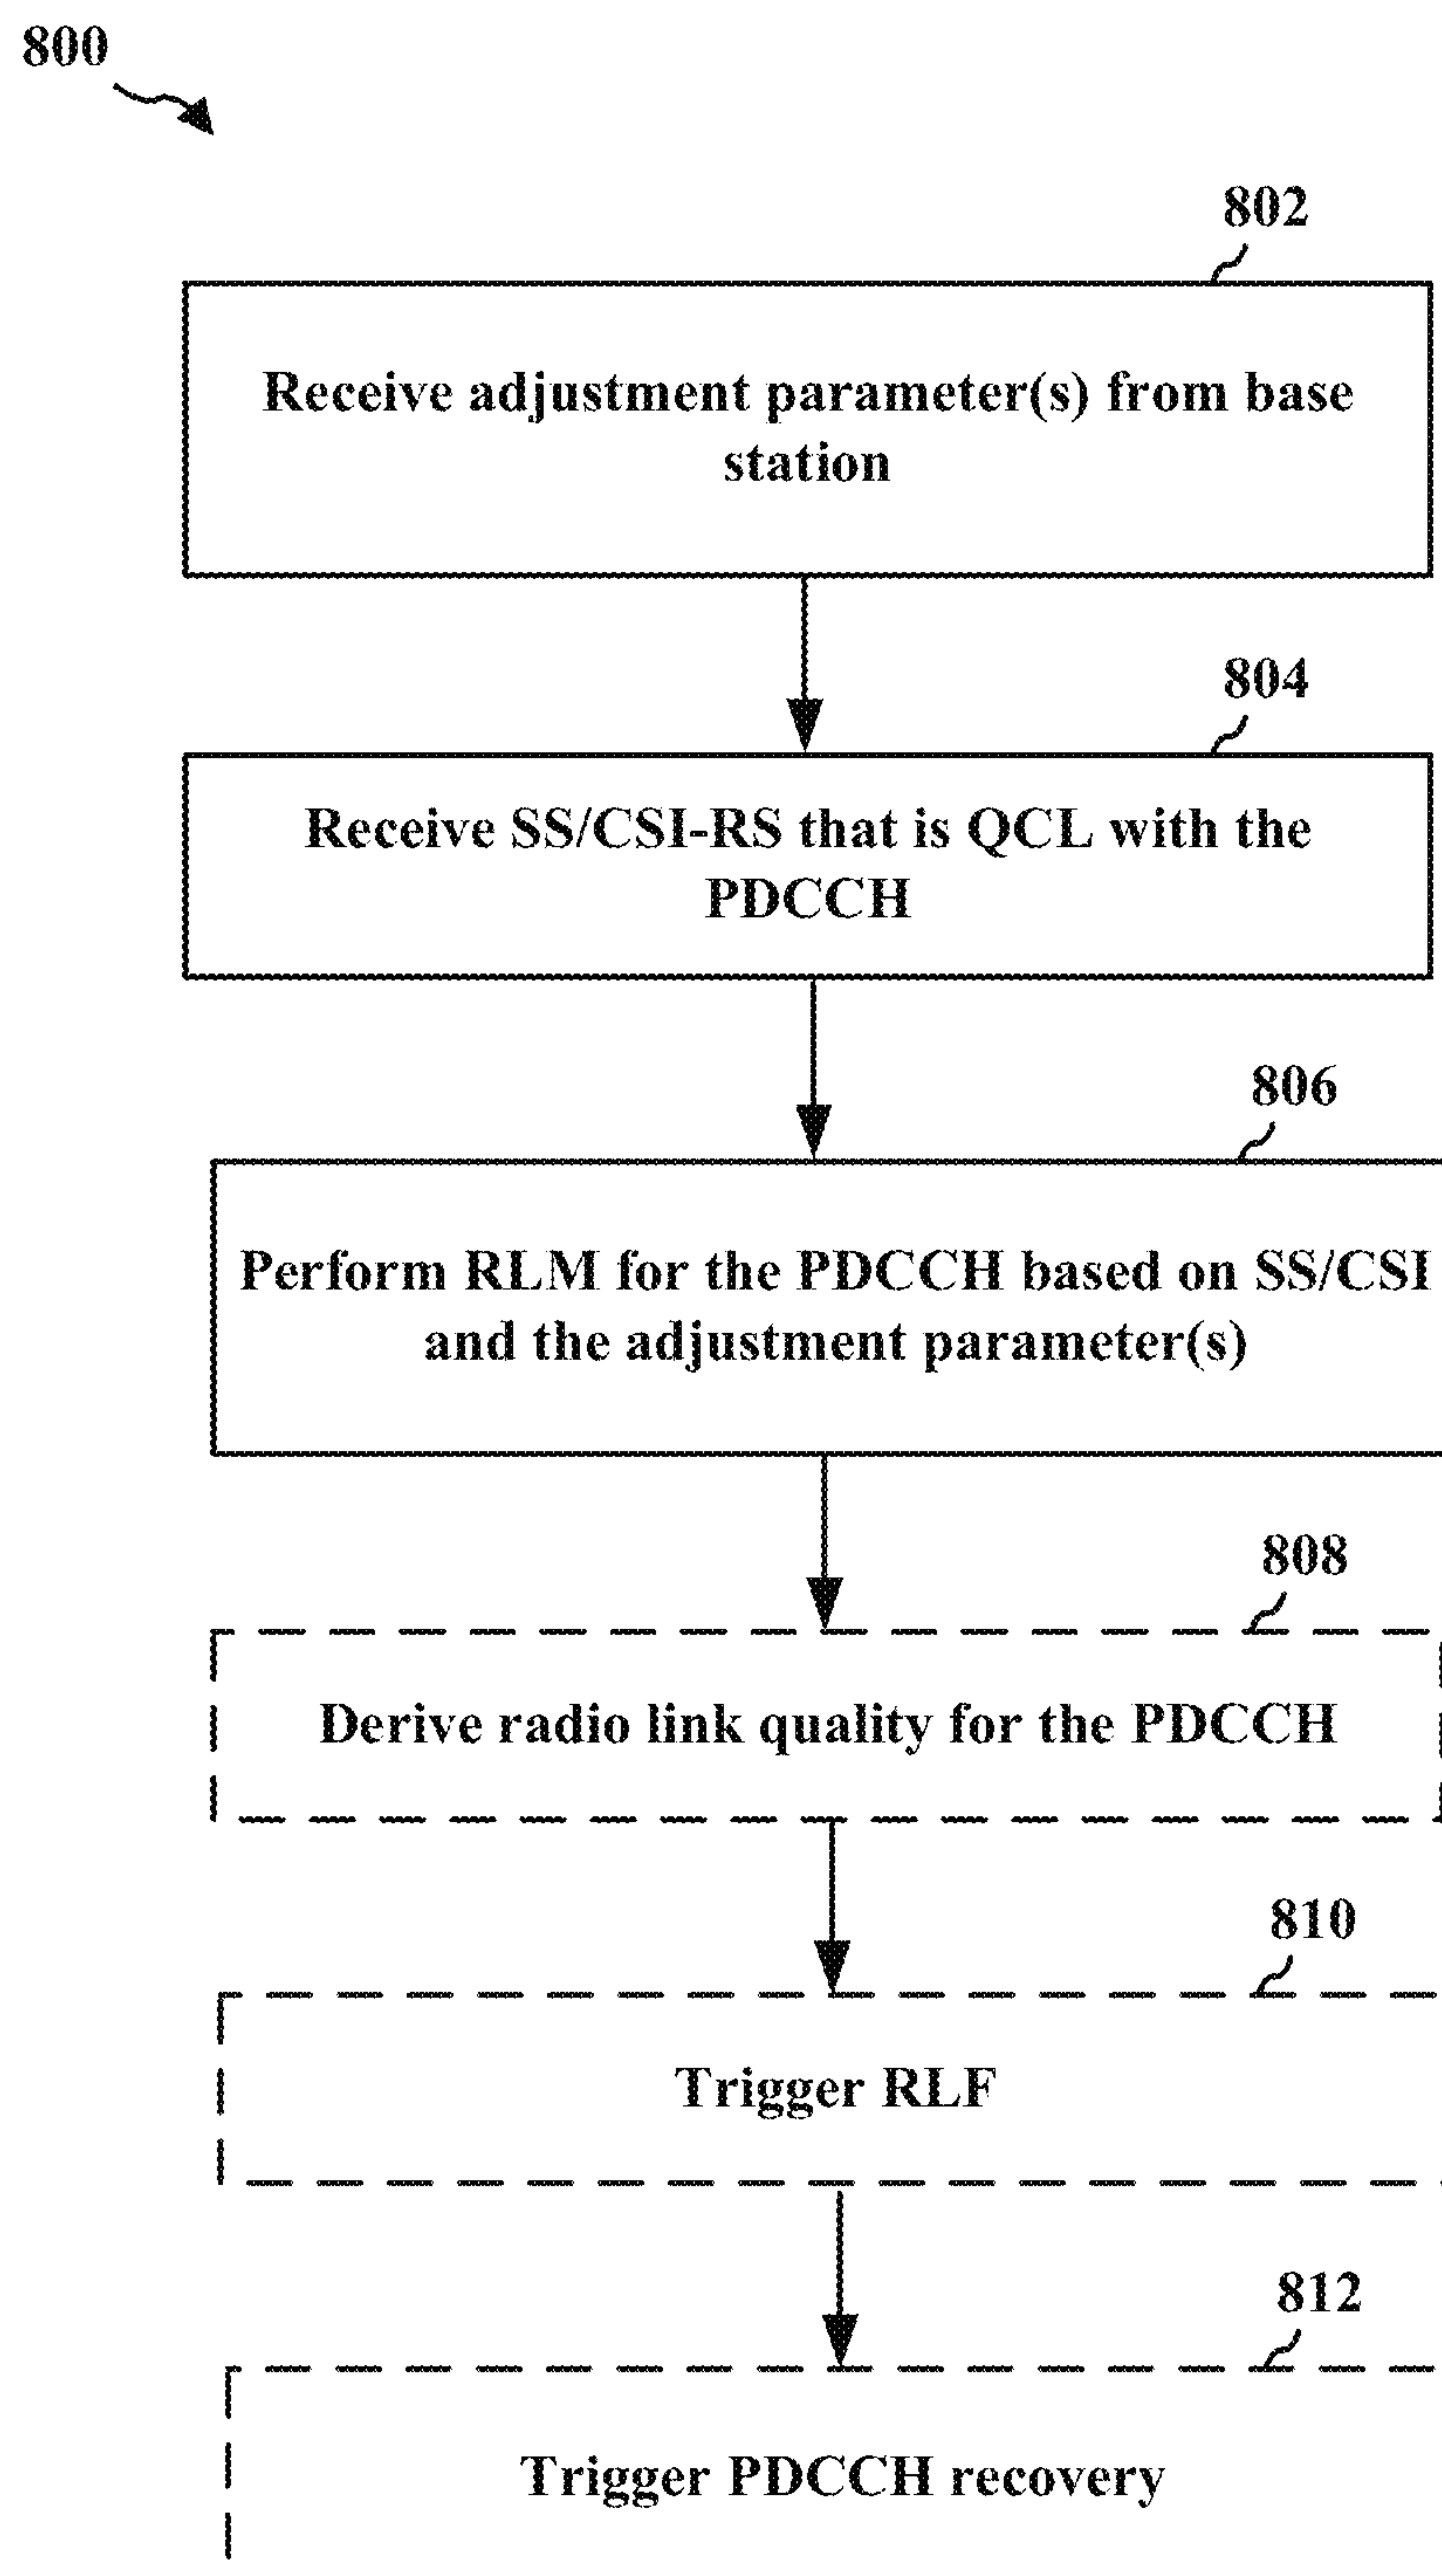 800
802
Receive adjustment parameter(s) from base
station
804
Receive SS/CSI-RS that is QCL with the
PDCCH
806
Perform RLM for the PDCCH based on SS/CSI
and the adjustment parameter(s)
808
Derive radio link quality for the PDCCH
810
Trigger RLF
812
Trigger PDCCH recovery